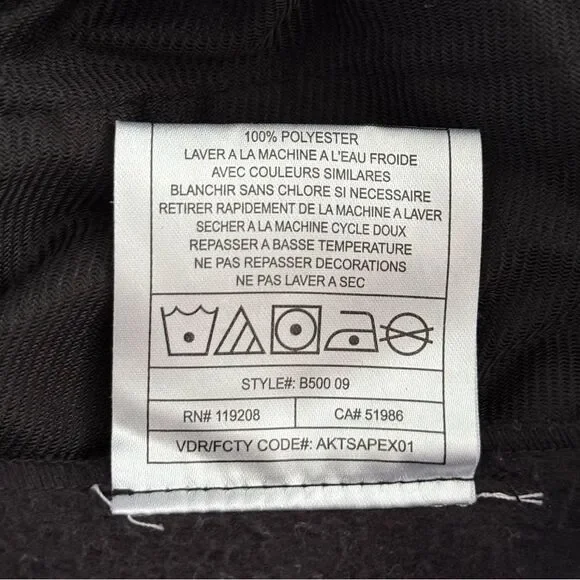 100% POLYESTER
LAVER A LA MACHINE A L'EAU FROIDE
AVEC COULEURS SIMILAIRES
BLANCHIR SANS CHLORE SI NECESSAIRE
RETIRER RAPIDEMENT DE LA MACHINE A LAVER
SECHER A LA MACHINE CYCLE DOUX
REPASSER A BASSE TEMPERATURE
NE PAS REPASSER DECORATIONS
NE PAS LAVER A SEC
STYLE#: B500 09
RN# 119208 CA# 51986
VDR/FCTY CODE#: AKTSAPEX01